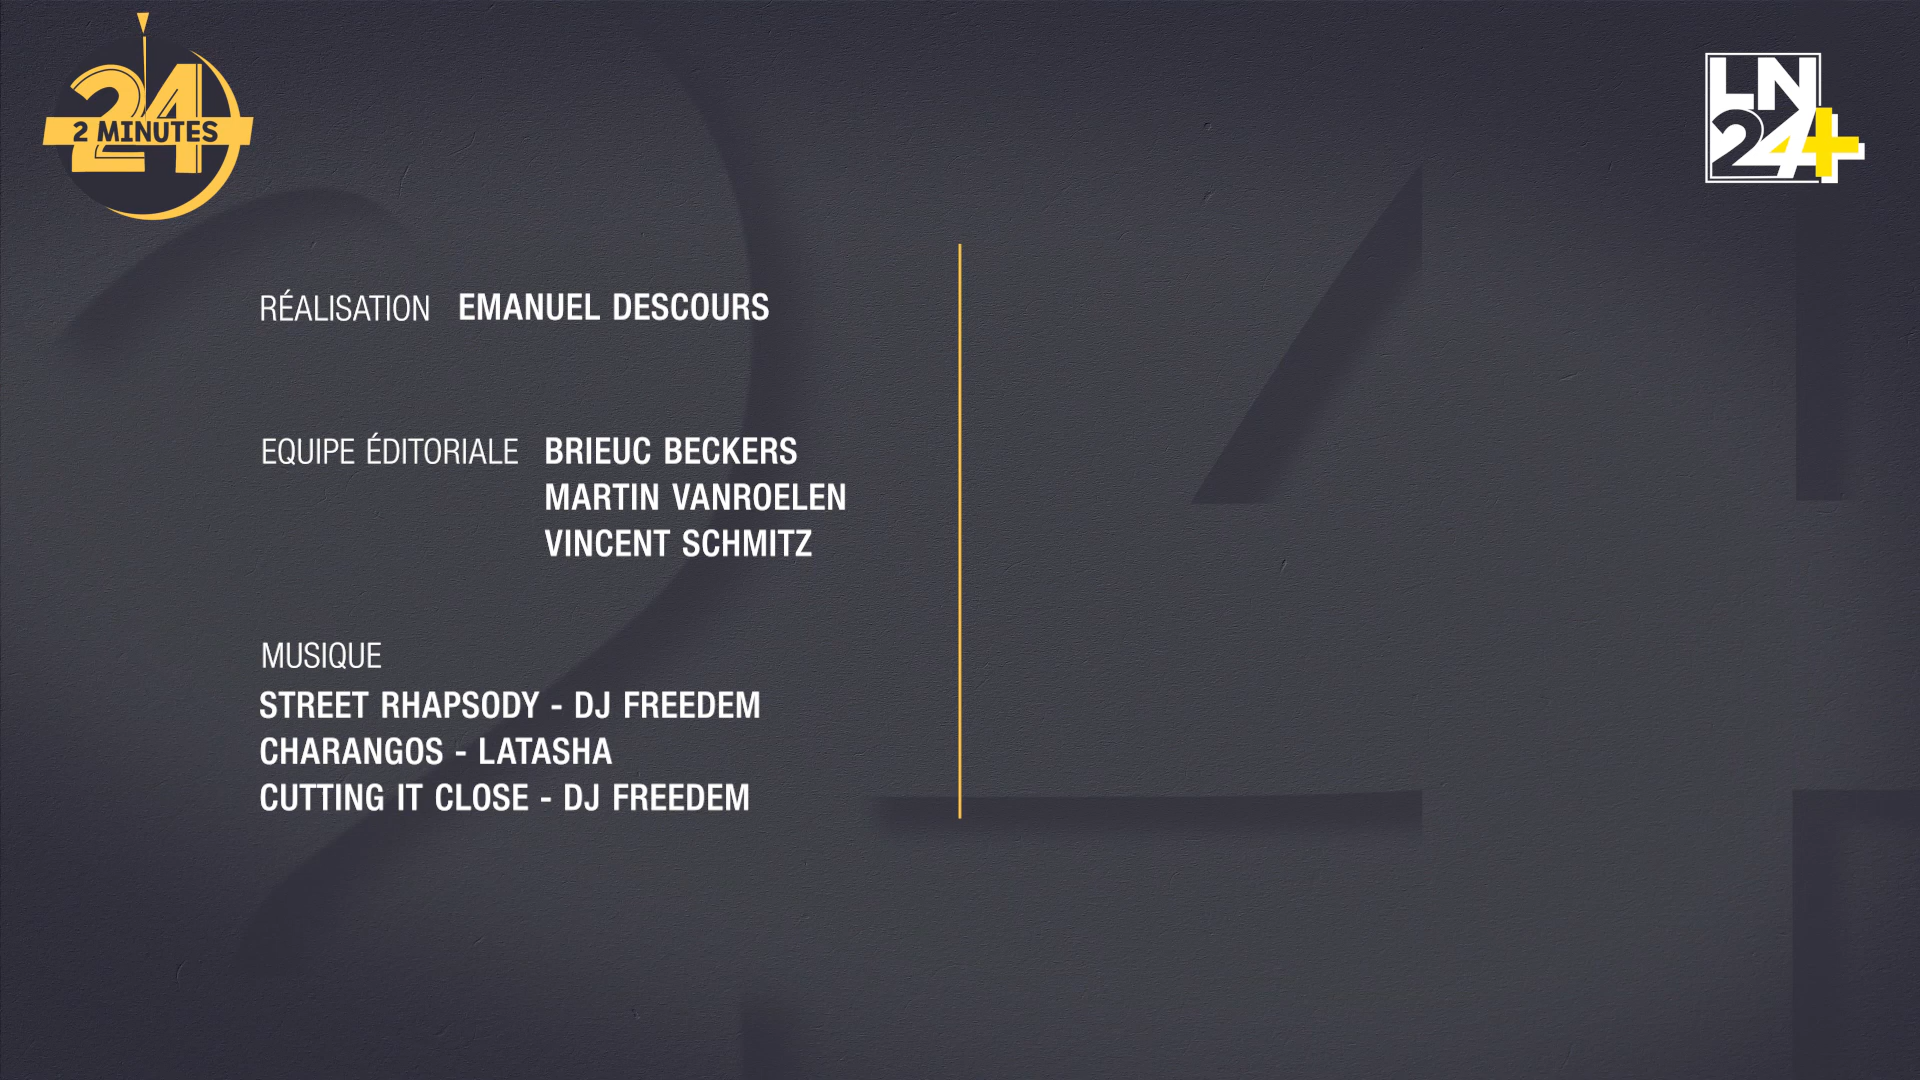 24
2 MINUTES
LN
24+
RÉALISATION EMANUEL DESCOURS
EQUIPE ÉDITORIALE BRIEUC BECKERS
MARTIN VANROELEN
VINCENT SCHMITZ
MUSIQUE
STREET RHAPSODY - DJ FREEDEM
CHARANGOS - LATASHA
CUTTING IT CLOSE - DJ FREEDEM